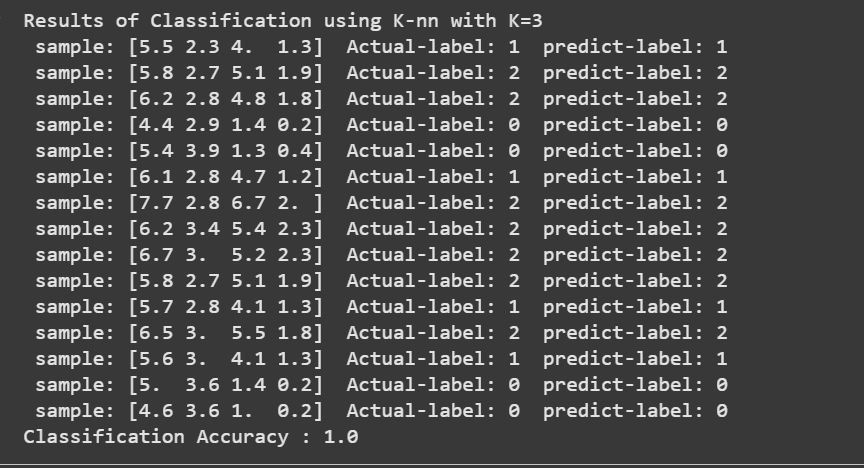 Results of Classification using K-nn with K=3
sample: [5.5 2.3 4.  1.3]  Actual-label: 1  predict-label: 1
sample: [5.8 2.7 5.1 1.9]  Actual-label: 2  predict-label: 2
sample: [6.2 2.8 4.8 1.8]  Actual-label: 2  predict-label: 2
sample: [4.4 2.9 1.4 0.2]  Actual-label: 0  predict-label: 0
sample: [5.4 3.9 1.3 0.4]  Actual-label: 0  predict-label: 0
sample: [6.1 2.8 4.7 1.2]  Actual-label: 1  predict-label: 1
sample: [7.7 2.8 6.7 2. ]  Actual-label: 2  predict-label: 2
sample: [6.2 3.4 5.4 2.3]  Actual-label: 2  predict-label: 2
sample: [6.7 3.  5.2 2.3]  Actual-label: 2  predict-label: 2
sample: [5.8 2.7 5.1 1.9]  Actual-label: 2  predict-label: 2
sample: [5.7 2.8 4.1 1.3]  Actual-label: 1  predict-label: 1
sample: [6.5 3.  5.5 1.8]  Actual-label: 2  predict-label: 2
sample: [5.6 3.  4.1 1.3]  Actual-label: 1  predict-label: 1
sample: [5.  3.6 1.4 0.2]  Actual-label: 0  predict-label: 0
sample: [4.6 3.6 1.  0.2]  Actual-label: 0  predict-label: 0
Classification Accuracy : 1.0